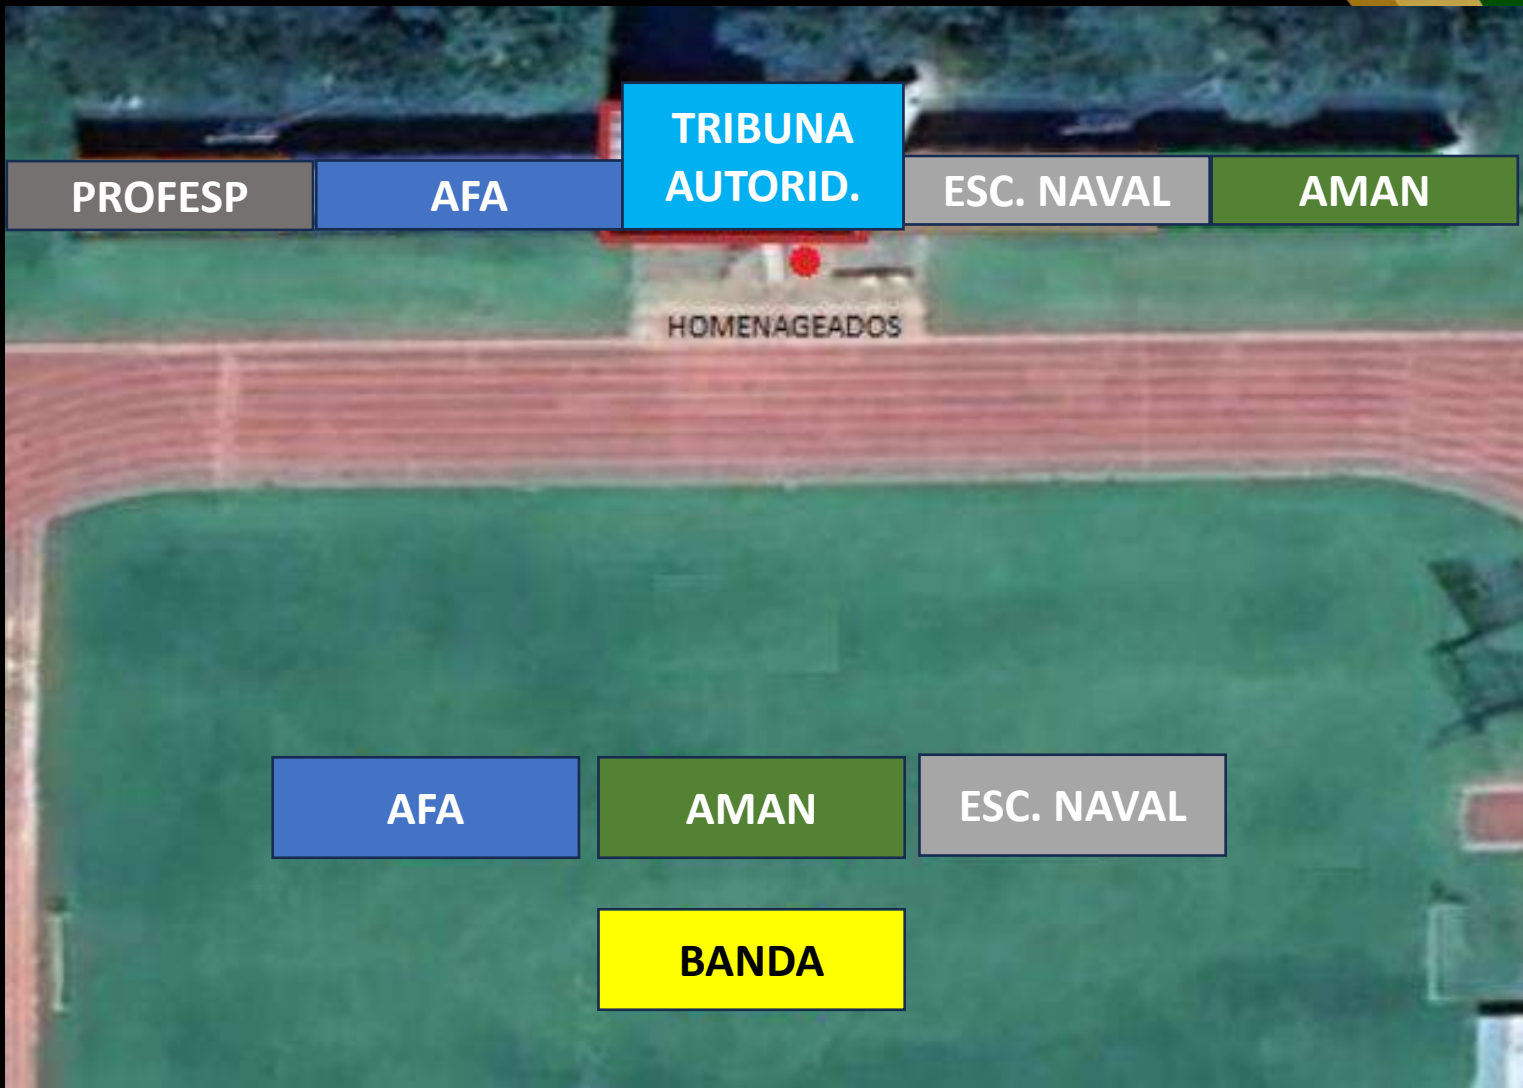 TRIBUNA
AUTORID.
PROFESP
AFA
ESC. NAVAL
AMAN
HOMENAGEADOS
AFA
AMAN
ESC. NAVAL
BANDA